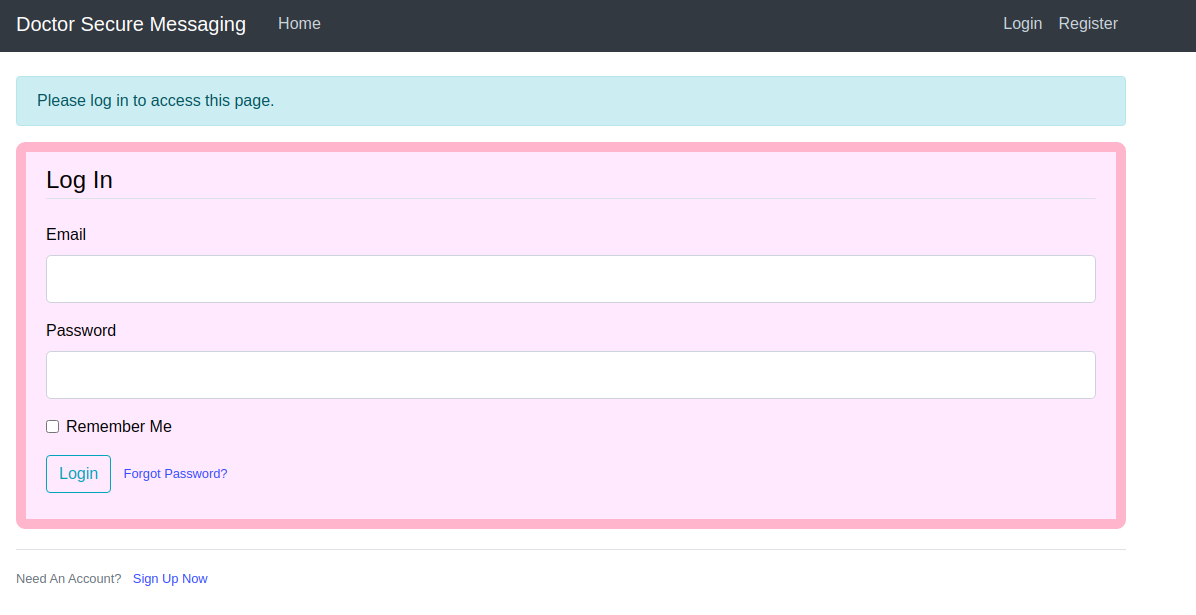 Doctor Secure Messaging Home Login Register
Please log in to access this page.
Log In
Email
Password
Remember Me
Login Forgot Password?
Need An Account? Sign Up Now